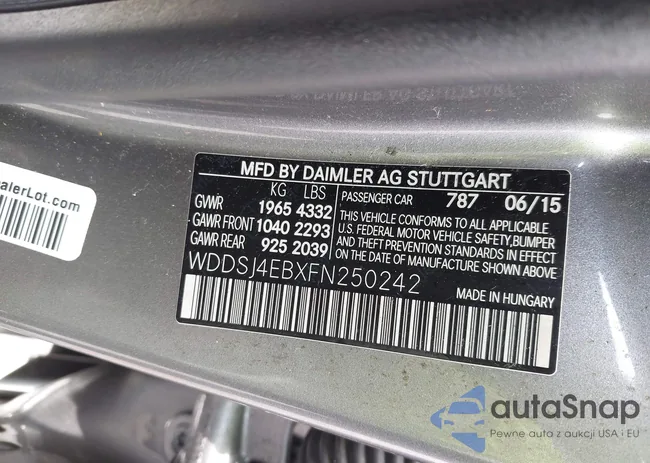 MFD BY DAIMLER AG STUTTGART
KG LBS PASSENGER CAR 787 06/15
GVWR 1965 4332
GAWR FRONT 1040 2293
GAWR REAR 925 2039
THIS VEHICLE CONFORMS TO ALL APPLICABLE
U.S. FEDERAL MOTOR VEHICLE SAFETY, BUMPER
AND THEFT PREVENTION STANDARDS IN EFFECT
ON THE DATE OF MANUFACTURE SHOWN ABOVE.
WDDSJ4EBXFN250242
MADE IN HUNGARY
alerLot.com
autaSnap
Pewne auta z aukcji USA i EU